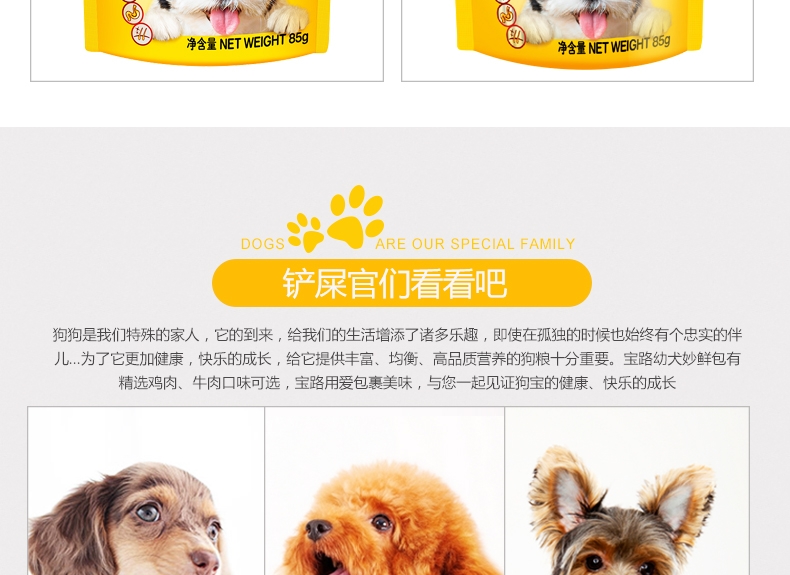 净含量 NET WEIGHT 85g
净含量 NET WEIGHT 85g
DOGS ARE OUR SPECIAL FAMILY
铲屎官们看看吧
狗狗是我们特殊的家人，它的到来，给我们的生活增添了诸多乐趣，即使在孤独的时候也始终有个忠实的伴
儿...为了它更加健康，快乐的成长，给它提供丰富、均衡、高品质营养的狗粮十分重要。宝路幼犬妙鲜包有
精选鸡肉、牛肉口味可选，宝路用爱包裹美味，与您一起见证狗宝的健康、快乐的成长